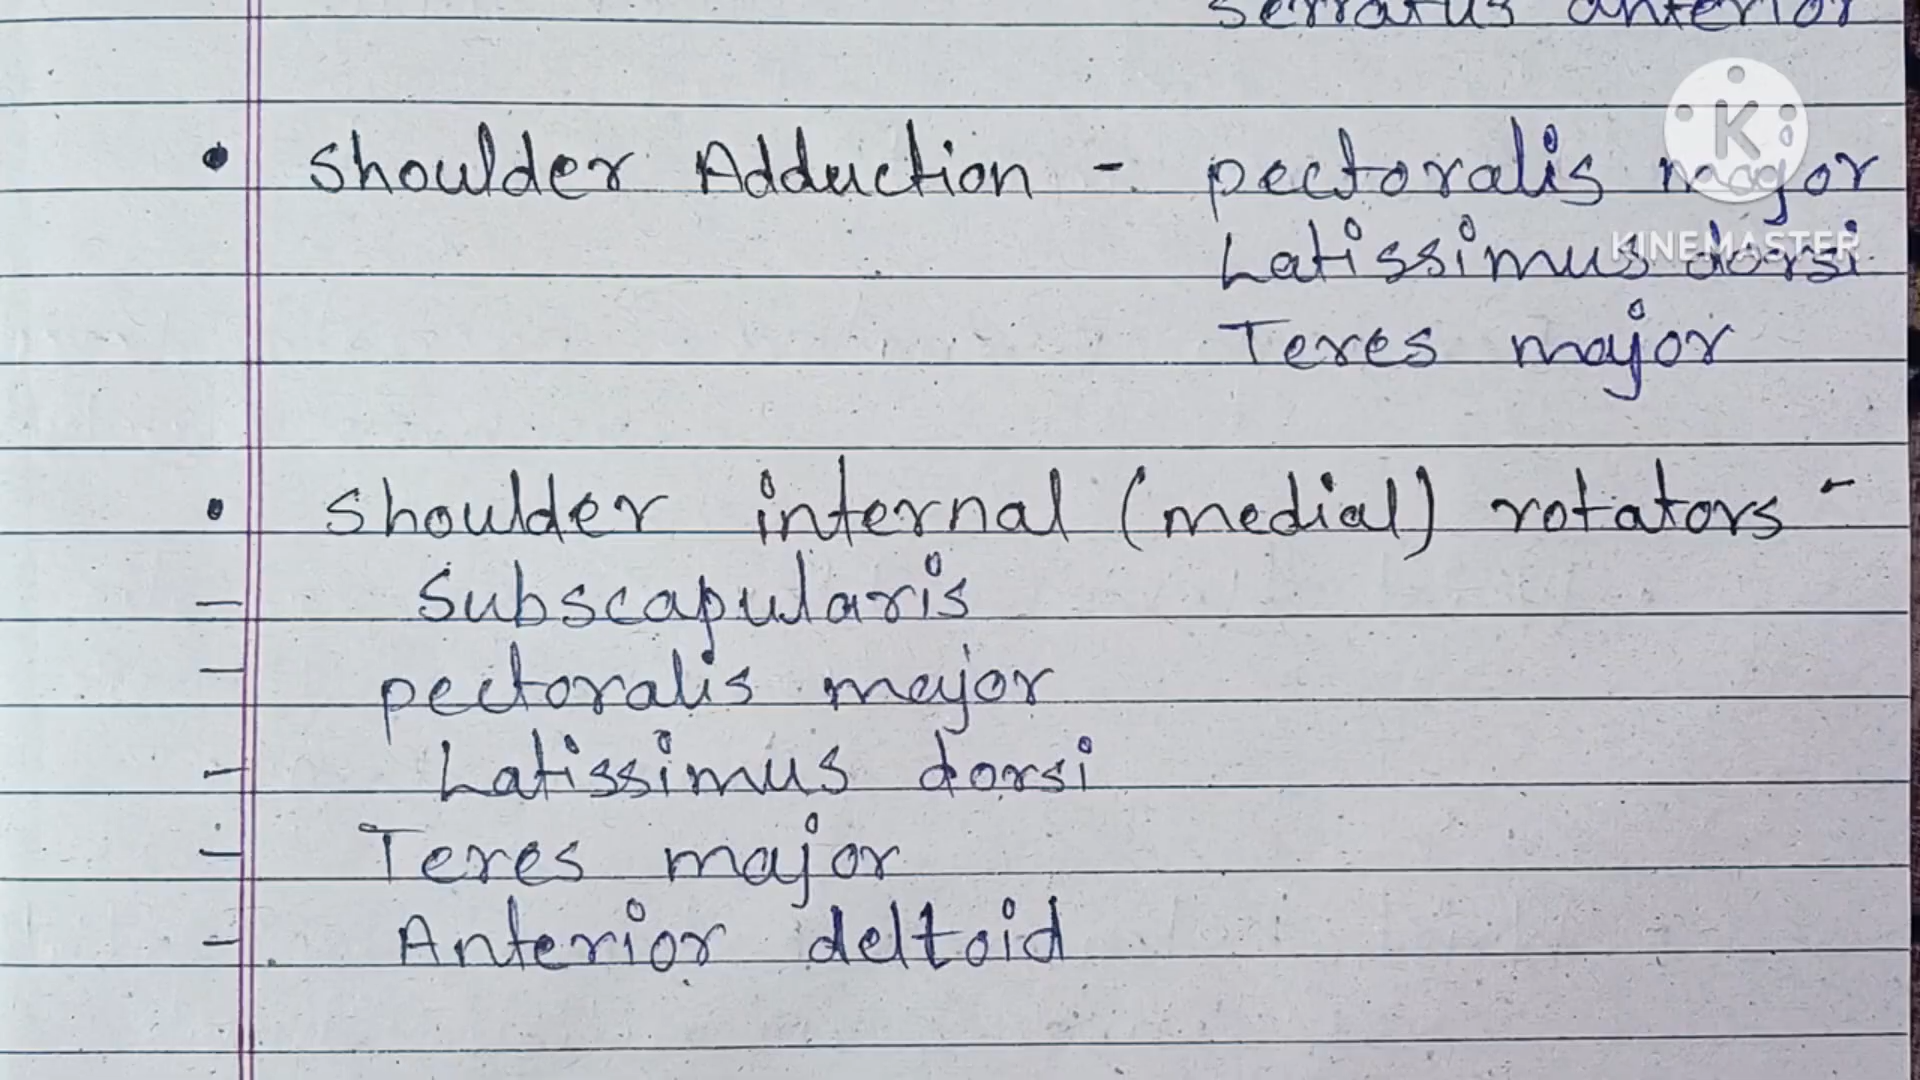 serratus anterior
• Shoulder Adduction - pectoralis major
Latissimus dorsi
Teres major
• Shoulder internal (medial) rotators -
- Subscapularis
- pectoralis major
- Latissimus dorsi
- Teres major
- Anterior deltoid
K
KINEMASTER